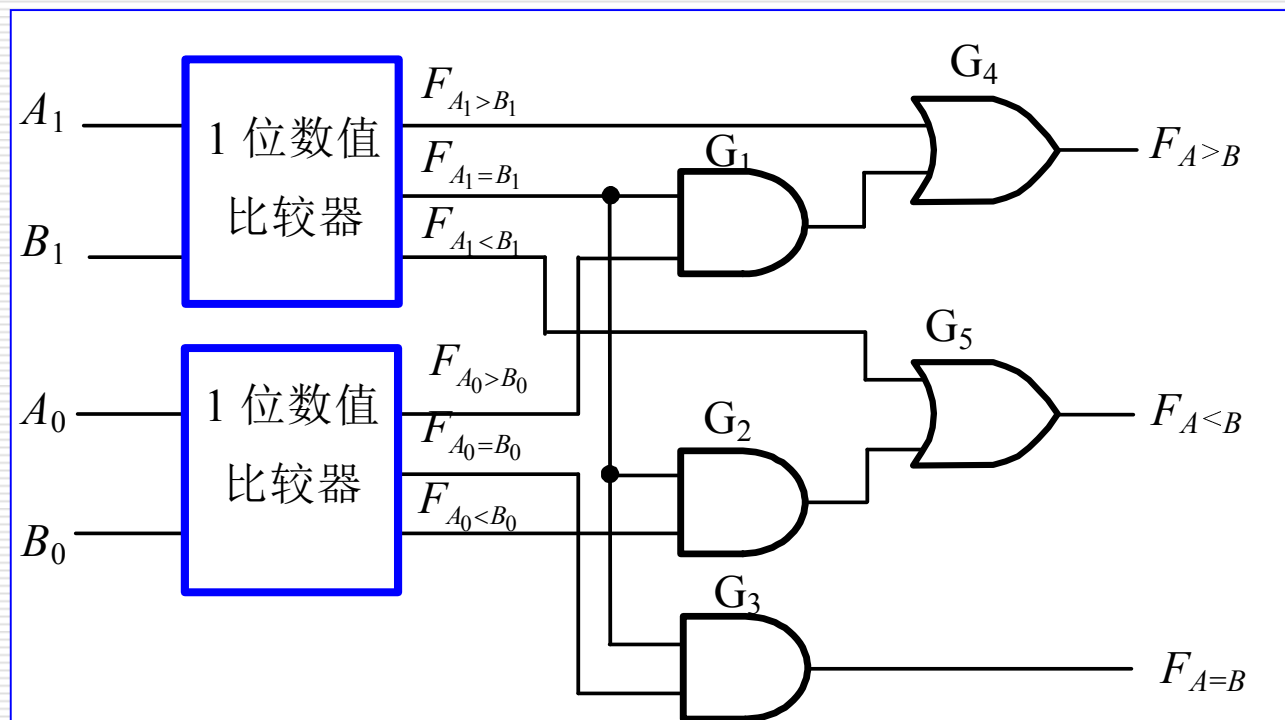 G₄
F_{A₁>B₁}
A₁
1 位数值
比较器
F_{A>B}
G₁
F_{A₁=B₁}
F_{A₁<B₁}
B₁
G₅
F_{A₀>B₀}
A₀
1 位数值
比较器
F_{A<B}
G₂
F_{A₀=B₀}
F_{A₀<B₀}
B₀
G₃
F_{A=B}